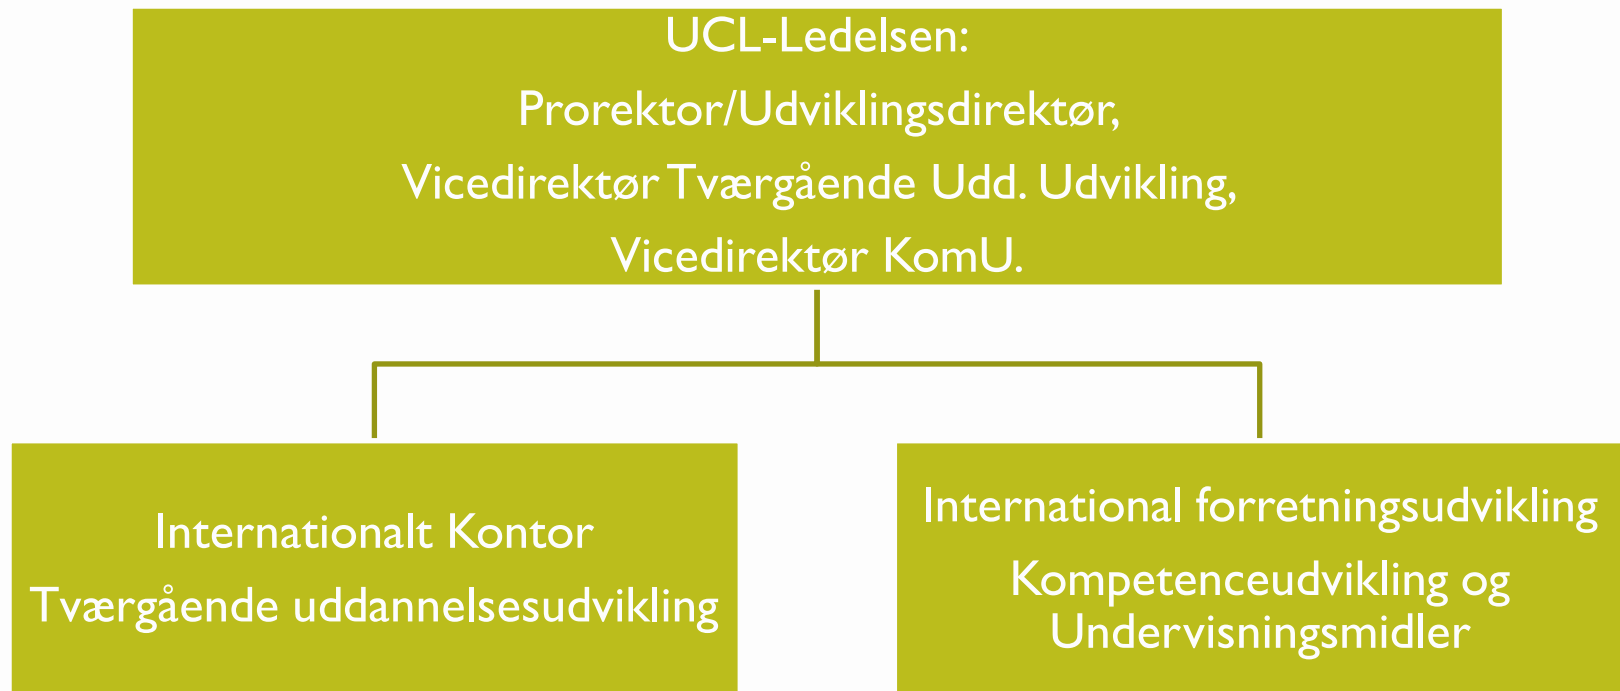 UCL-Ledelsen:
Prorektor/Udviklingsdirektør,
Vicedirektør Tværgående Udd. Udvikling,
Vicedirektør KomU.
Internationalt Kontor
Tværgående uddannelsesudvikling
International forretningsudvikling
Kompetenceudvikling og
Undervisningsmidler